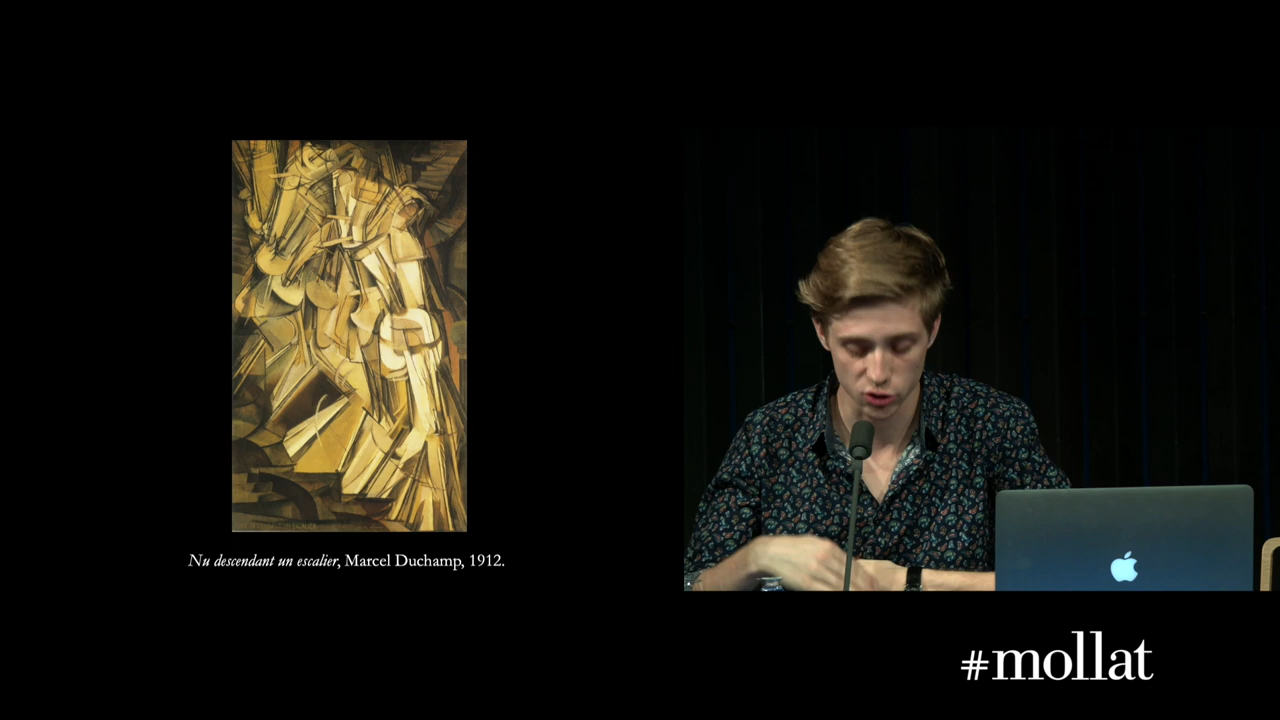 Nu descendant un escalier, Marcel Duchamp, 1912.
#mollat